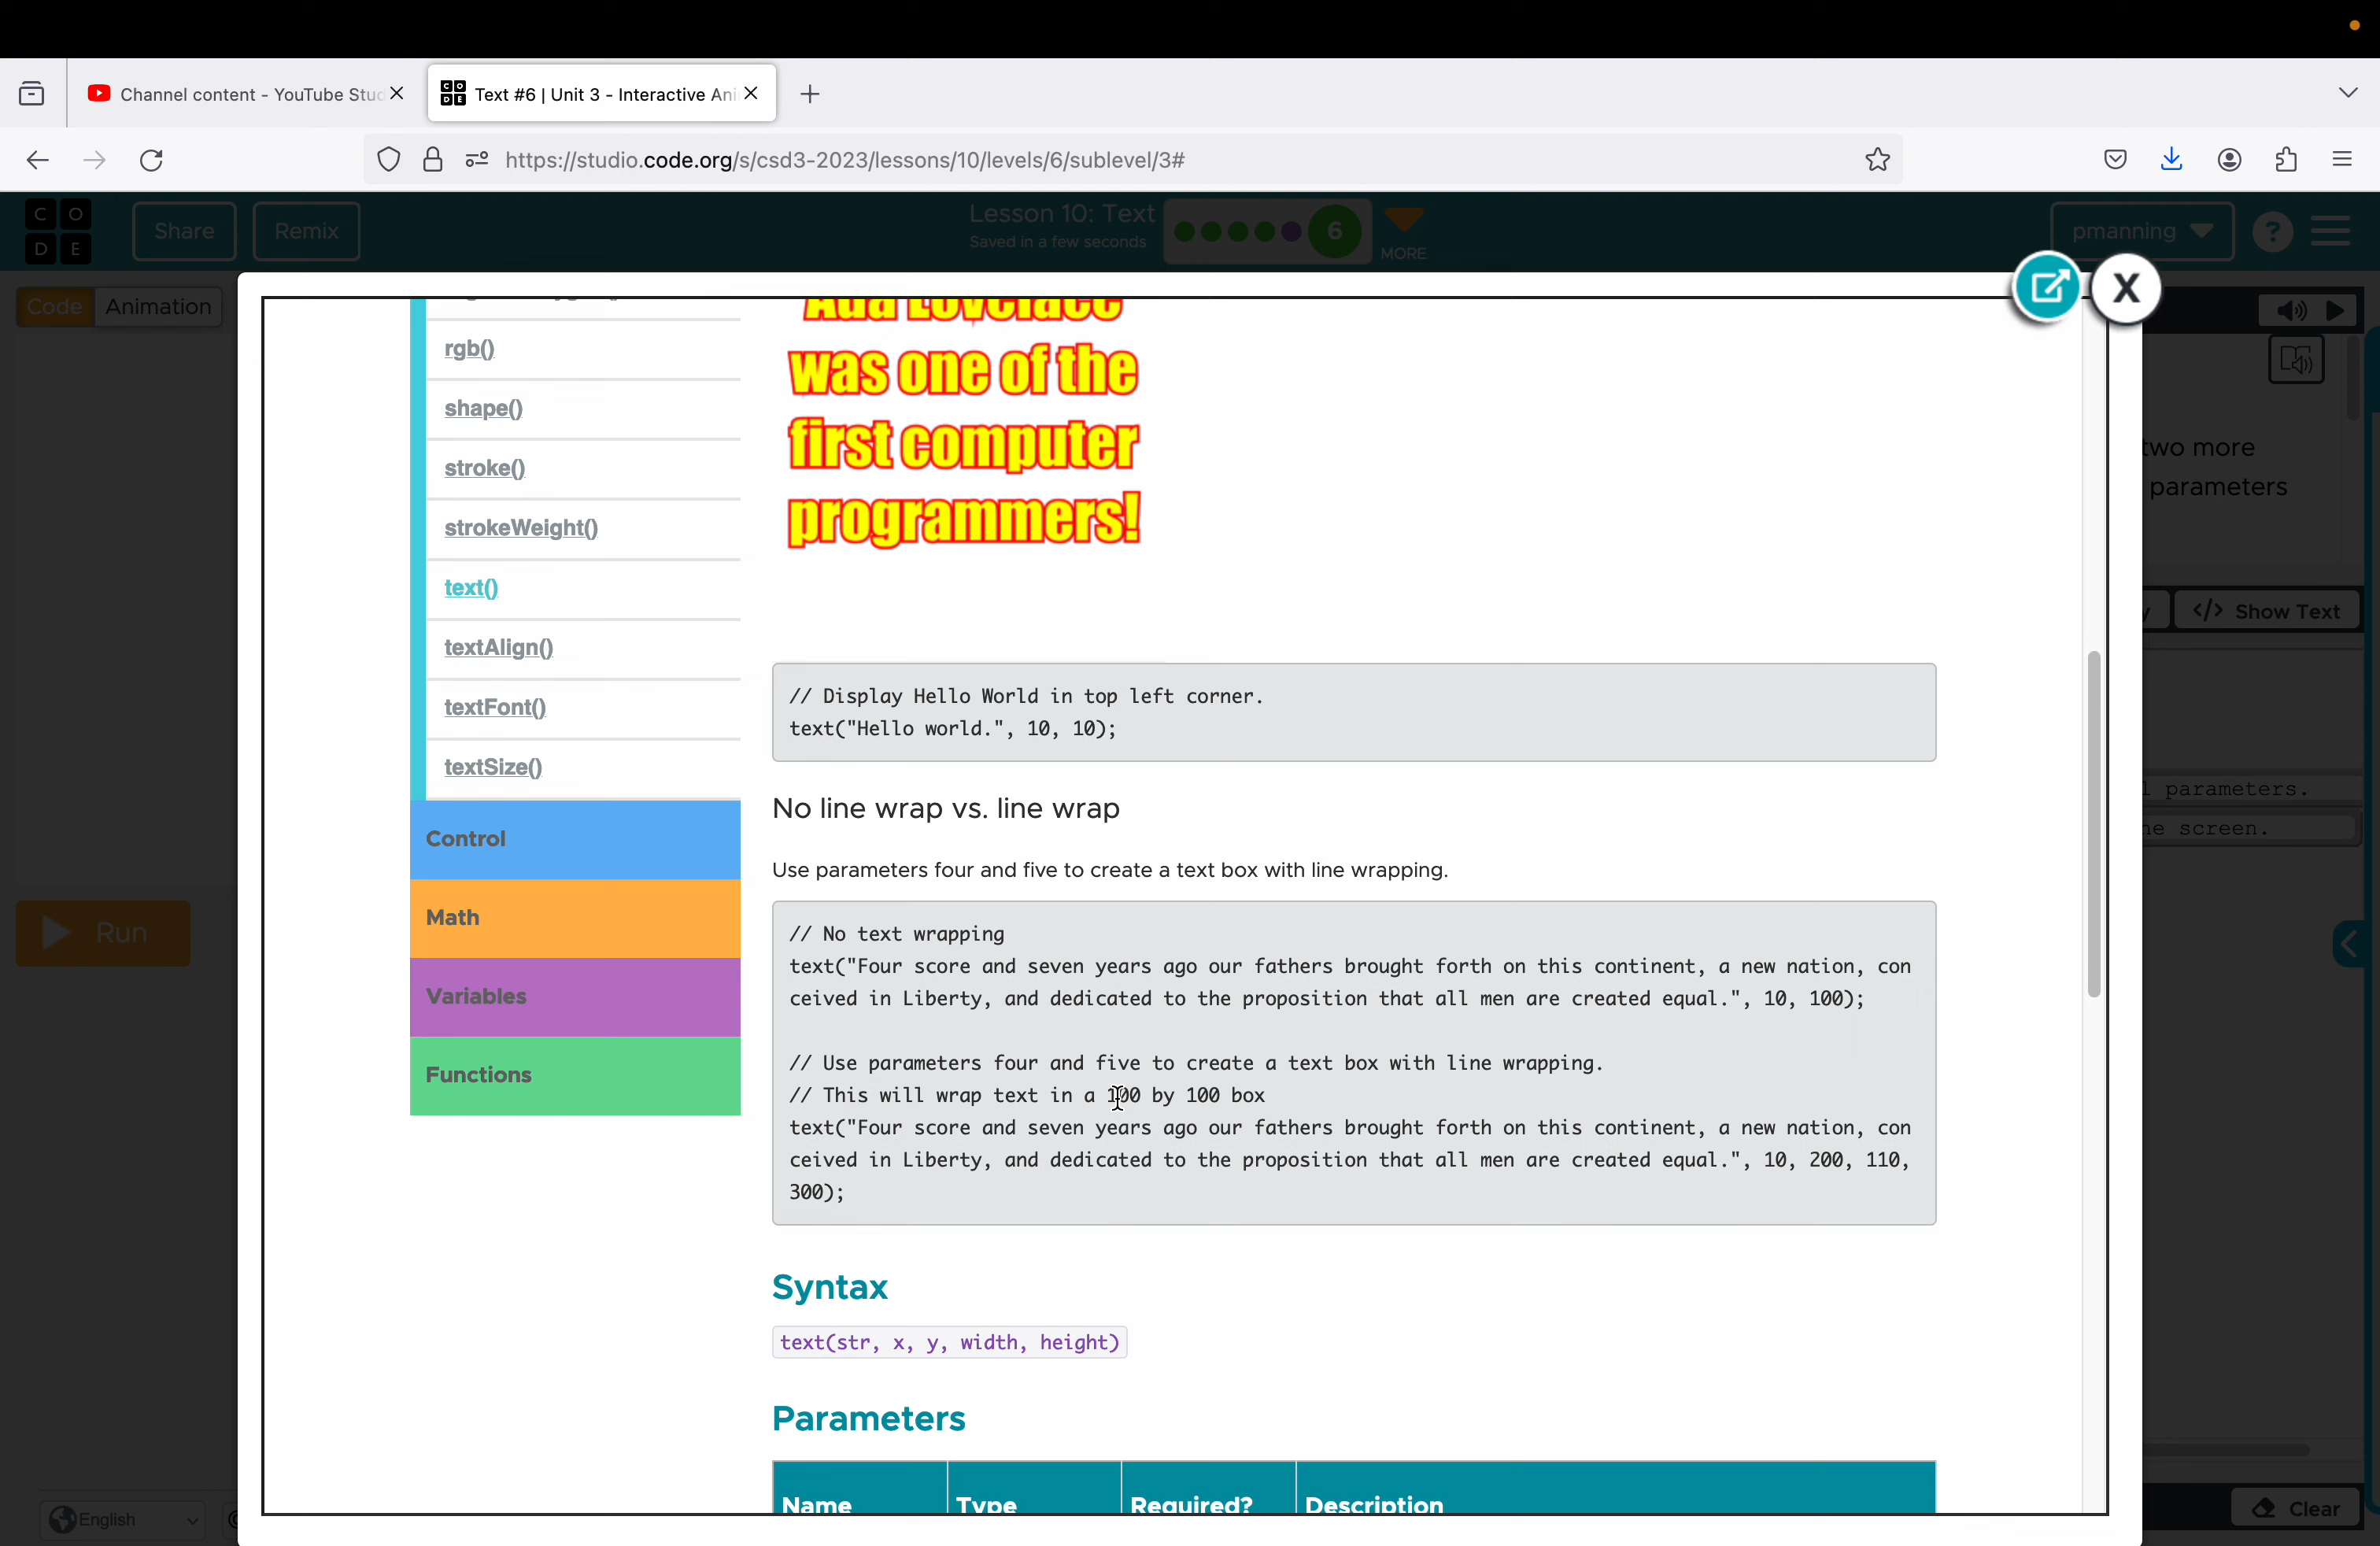 Channel content - YouTube Stud
Text #6 | Unit 3 - Interactive Ani
https://studio.code.org/s/csd3-2023/lessons/10/levels/6/sublevel/3#
C O
D E
Share
Remix
Lesson 10: Text
Saved in a few seconds
6
MORE
pmanning
?
X
Code
Animation
rgb()
shape()
stroke()
strokeWeight()
text()
textAlign()
textFont()
textSize()
Control
Math
Variables
Functions
Run
English
Ada Lovelace
was one of the
first computer
programmers!
// Display Hello World in top left corner.
text("Hello world.", 10, 10);
No line wrap vs. line wrap
Use parameters four and five to create a text box with line wrapping.
// No text wrapping
text("Four score and seven years ago our fathers brought forth on this continent, a new nation, con
ceived in Liberty, and dedicated to the proposition that all men are created equal.", 10, 100);
// Use parameters four and five to create a text box with line wrapping.
// This will wrap text in a 100 by 100 box
text("Four score and seven years ago our fathers brought forth on this continent, a new nation, con
ceived in Liberty, and dedicated to the proposition that all men are created equal.", 10, 200, 110,
300);
Syntax
text(str, x, y, width, height)
Parameters
Name Type Required? Description
two more
parameters
</> Show Text
parameters.
screen.
Clear